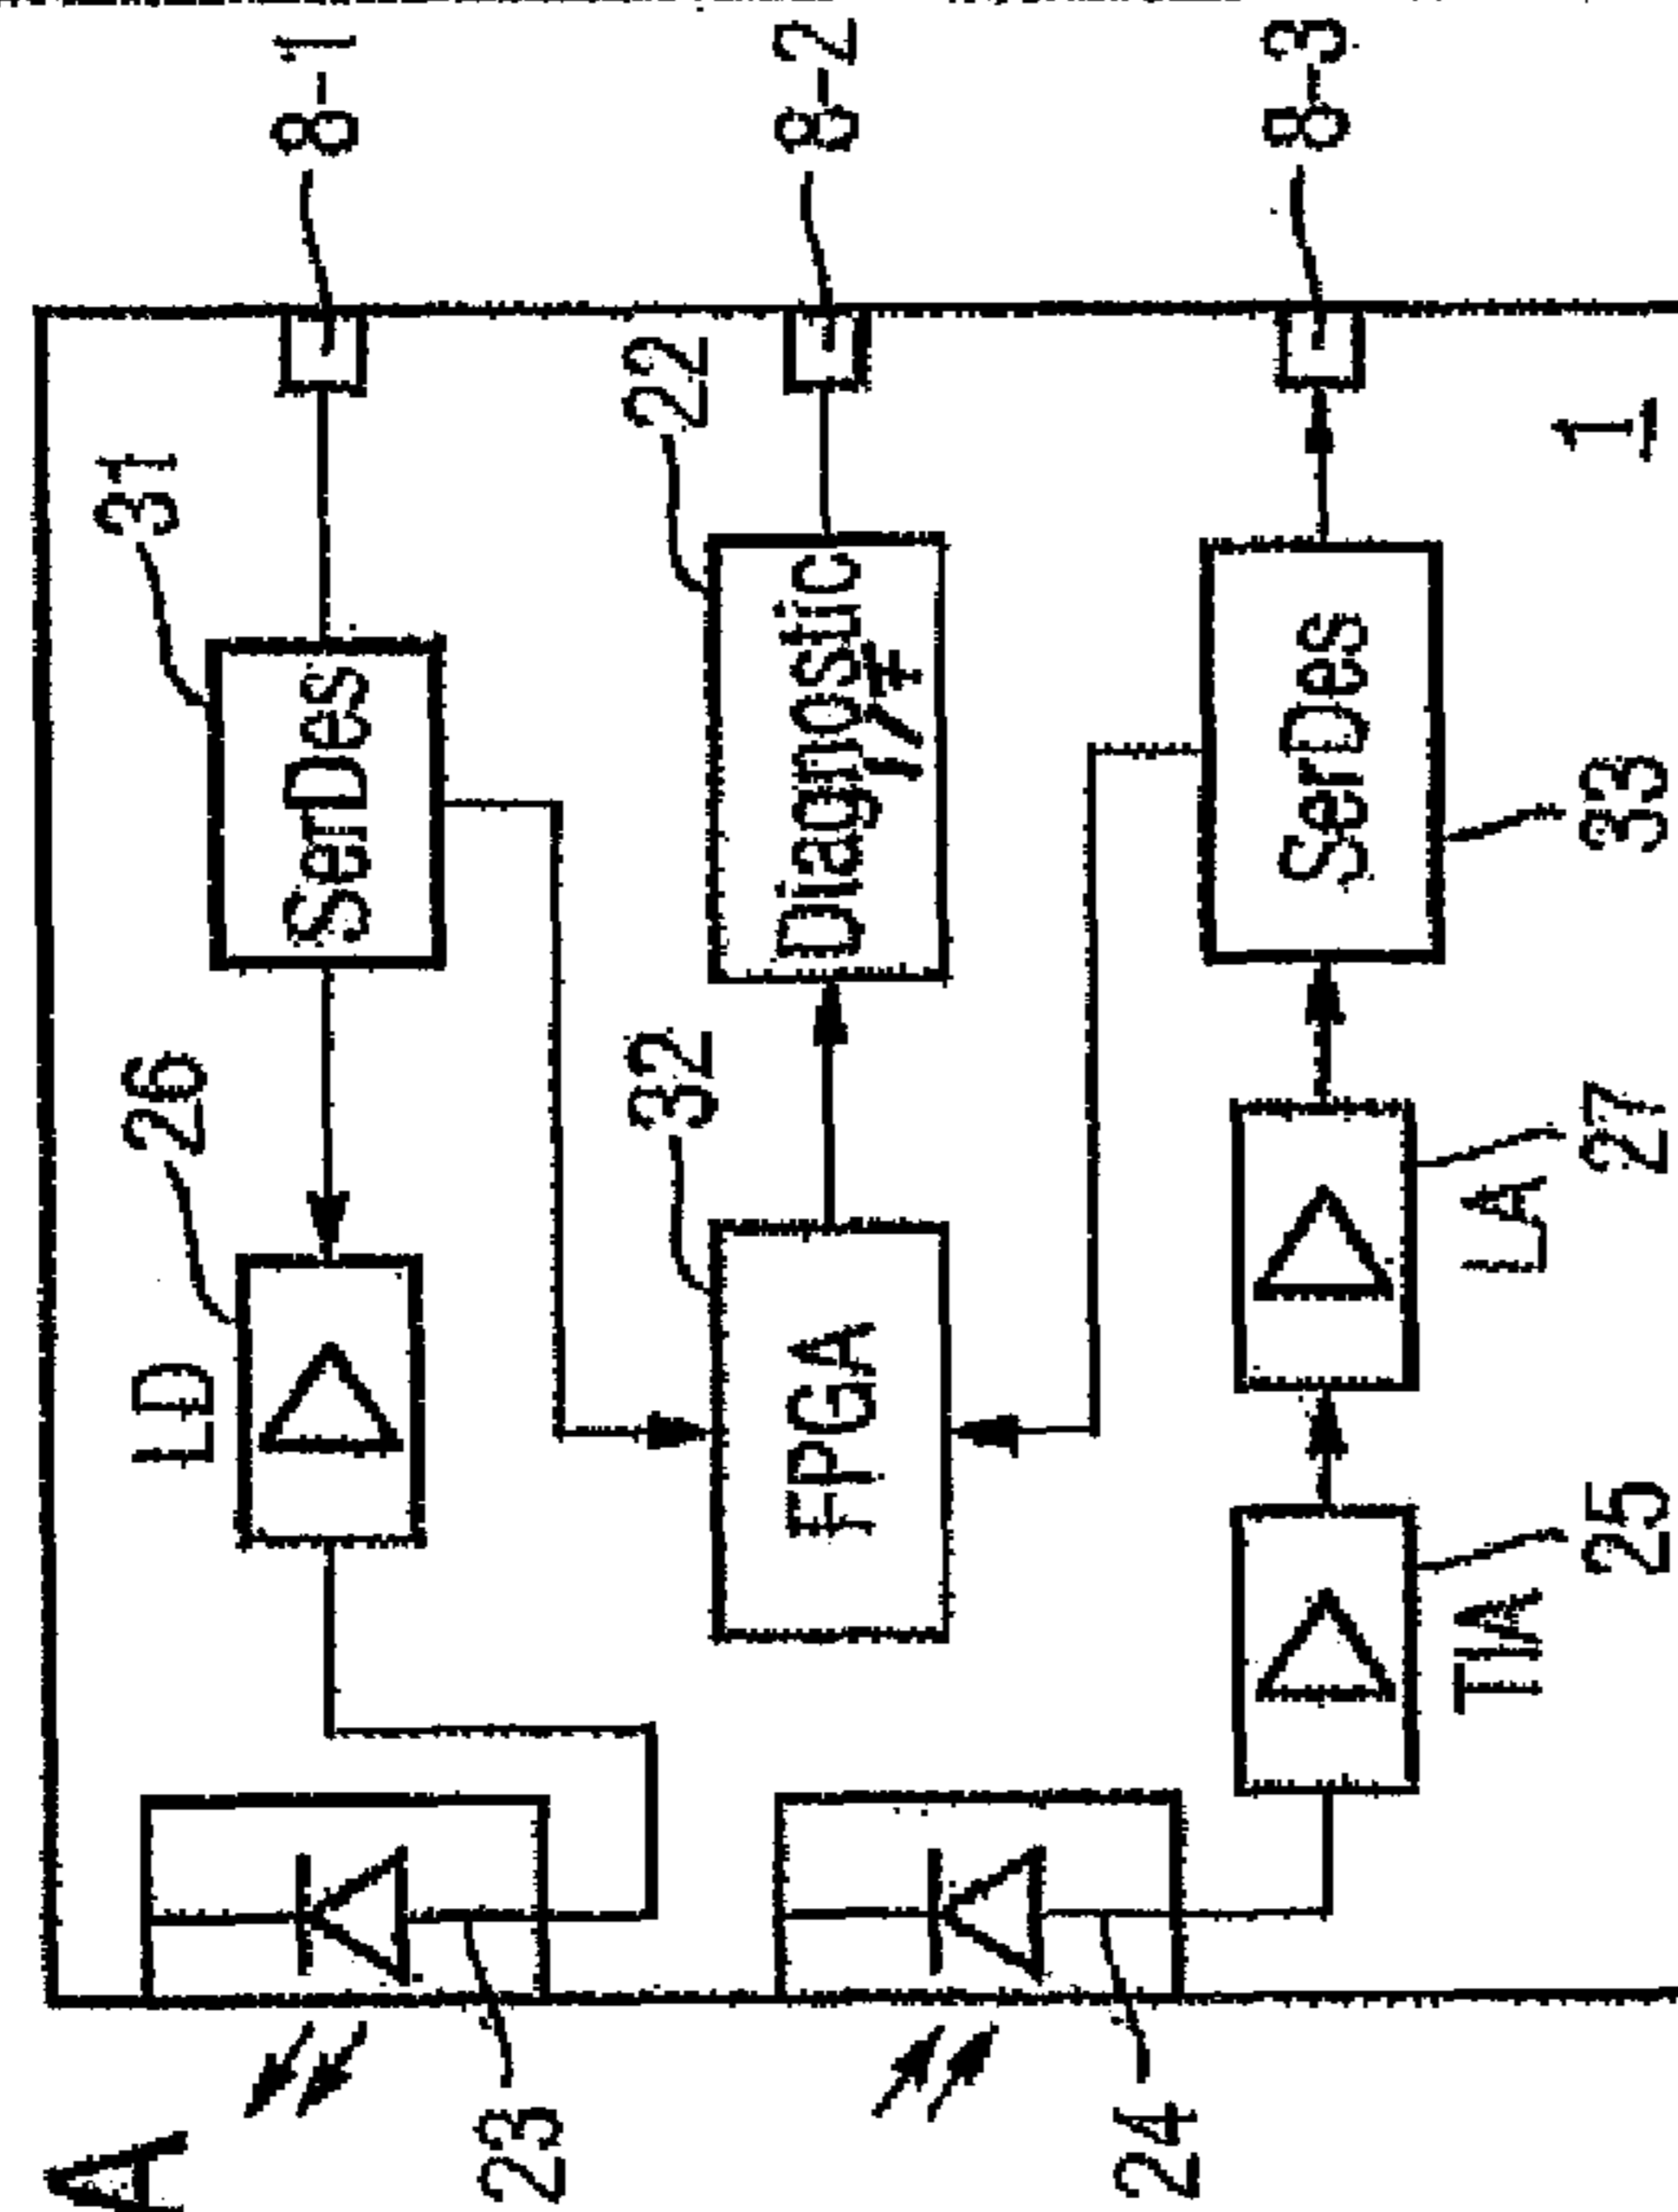 A
LD
26
31
SerDes
8-1
23
32
22
FPGA
Diagnostic
I/F
8-2
24
SerDes
8-3
TIA
LA
25
27
33
1